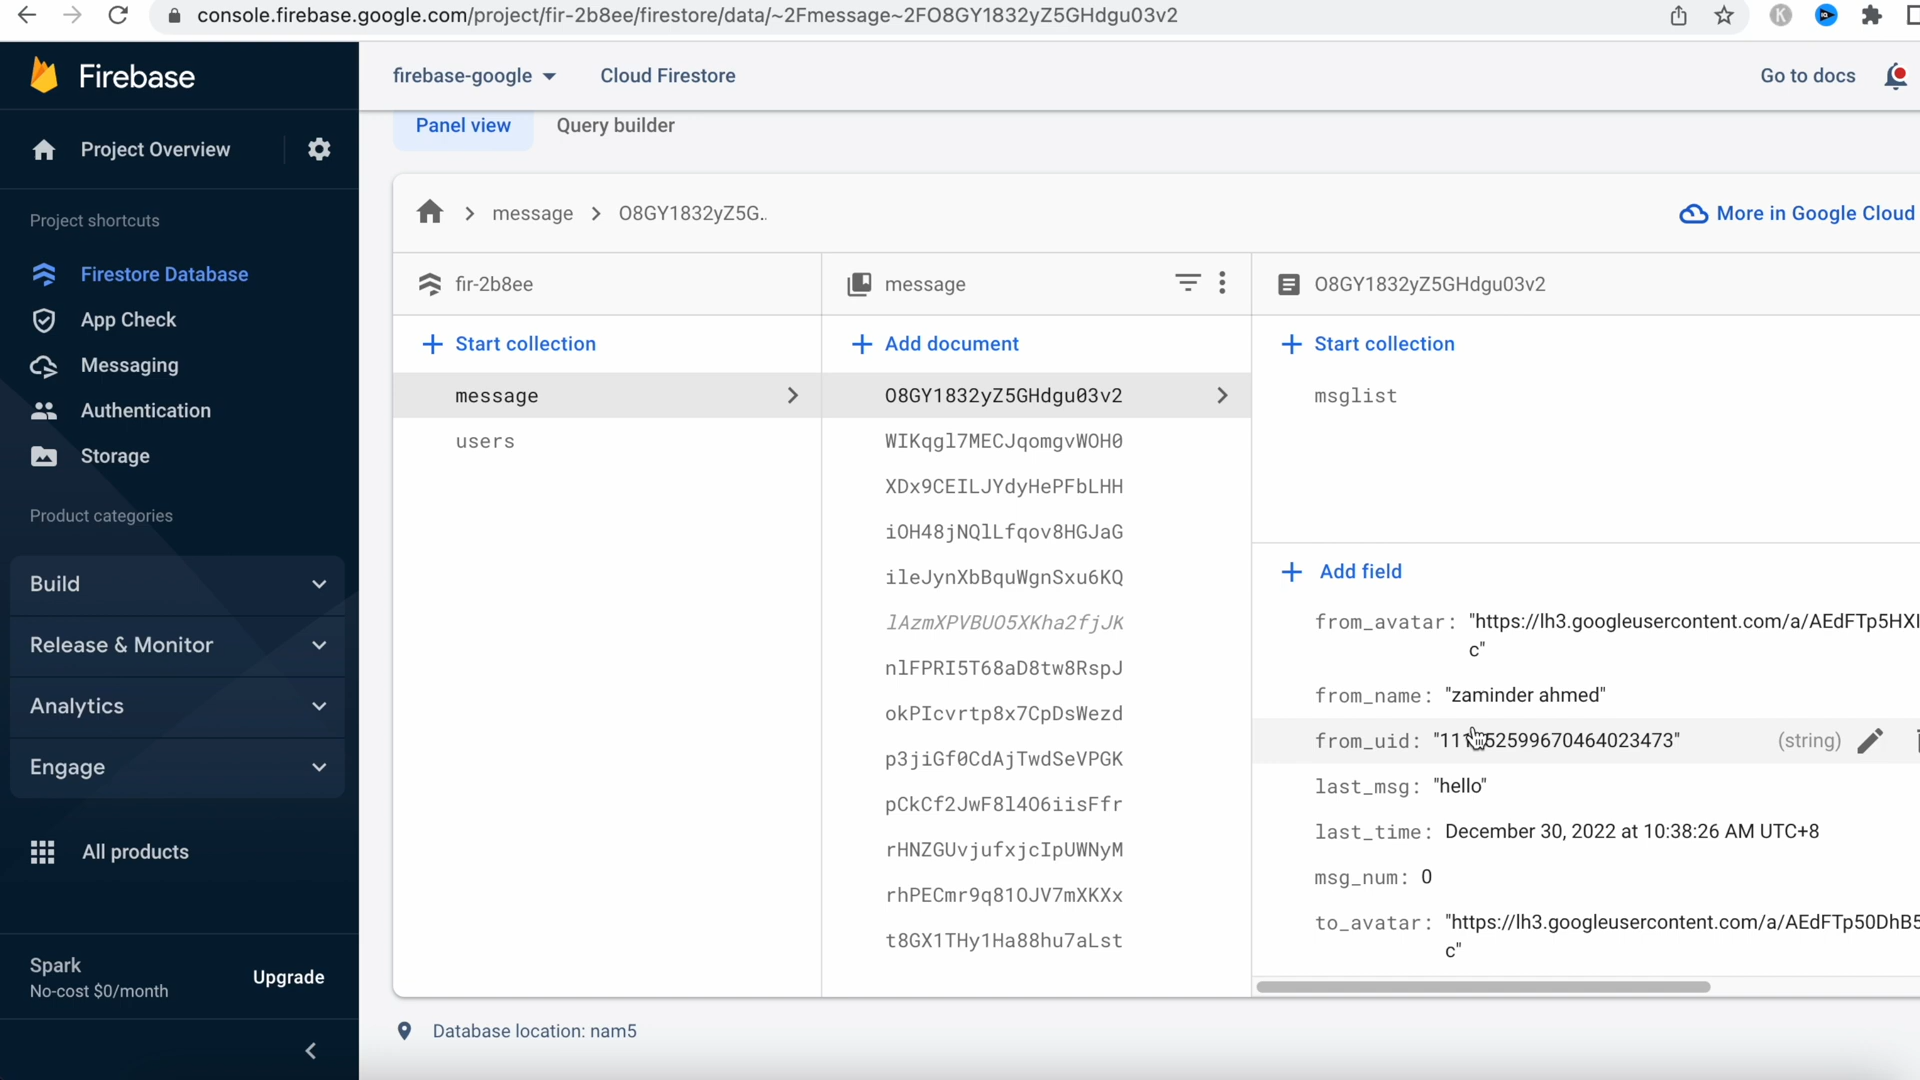 console.firebase.google.com/project/fir-2b8ee/firestore/data/~2Fmessage~2FO8GY1832yZ5GHdgu03v2
K
Firebase
firebase-google
Cloud Firestore
Go to docs
Panel view
Query builder
Project Overview
message
O8GY1832yZ5G..
More in Google Cloud
Project shortcuts
Firestore Database
App Check
Messaging
Authentication
Storage
Product categories
Build
Release & Monitor
Analytics
Engage
All products
Spark
No-cost $0/month
Upgrade
fir-2b8ee
Start collection
message
users
message
Add document
O8GY1832yZ5GHdgu03v2
WIKqgl7MECJqomgvWOH0
XDx9CEILJYdyHePFbLHH
iOH48jNQlLfqov8HGJaG
ileJynXbBquWgnSxu6KQ
lAzmXPVBUO5XKha2fjJK
nlFPRI5T68aD8tw8RspJ
okPIcvrtp8x7CpDsWezd
p3jiGf0CdAjTwdSeVPGK
pCkCf2JwF8l4O6iisFfr
rHNZGUvjufxjcIpUWNyM
rhPECmr9q81OJV7mXKXx
t8GX1THy1Ha88hu7aLst
O8GY1832yZ5GHdgu03v2
Start collection
msglist
Add field
from_avatar: "https://lh3.googleusercontent.com/a/AEdFTp5HXI
c"
from_name: "zaminder ahmed"
from_uid: (string)
last_msg: "hello"
last_time: December 30, 2022 at 10:38:26 AM UTC+8
msg_num: 0
to_avatar: "https://lh3.googleusercontent.com/a/AEdFTp50DhB5
c"
Database location: nam5